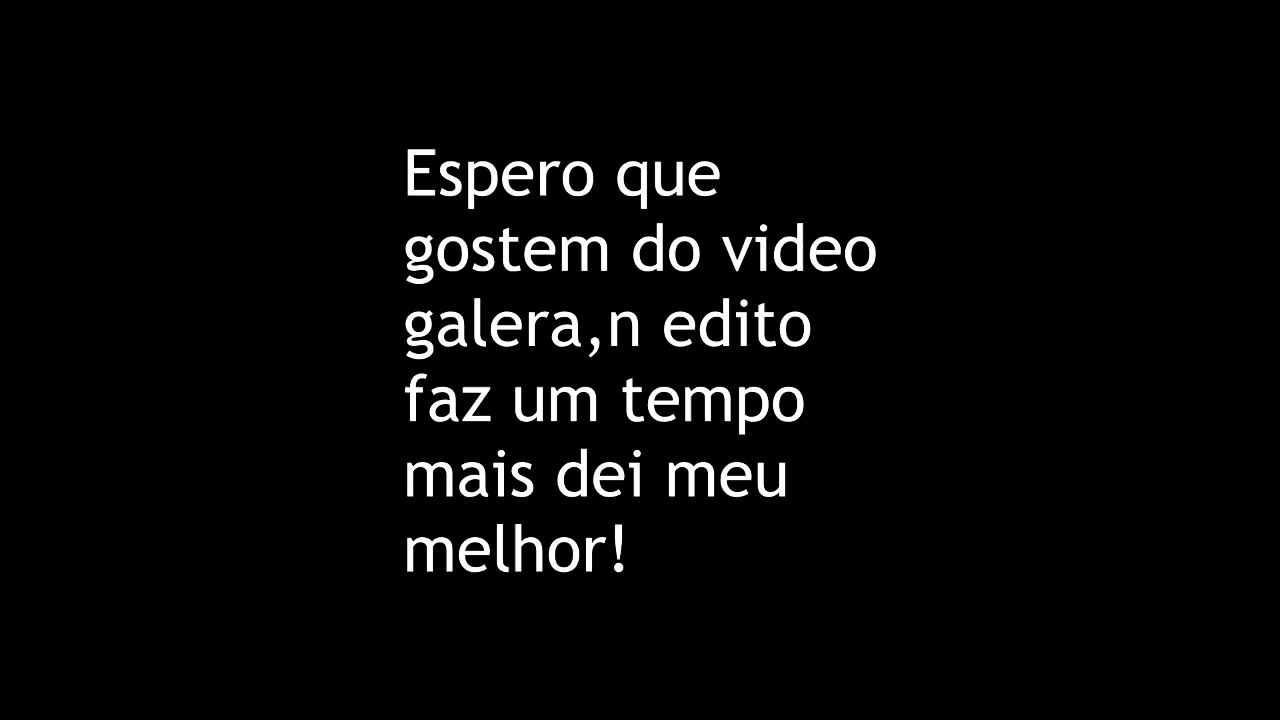 Espero que
gostem do video
galera,n edito
faz um tempo
mais dei meu
melhor!